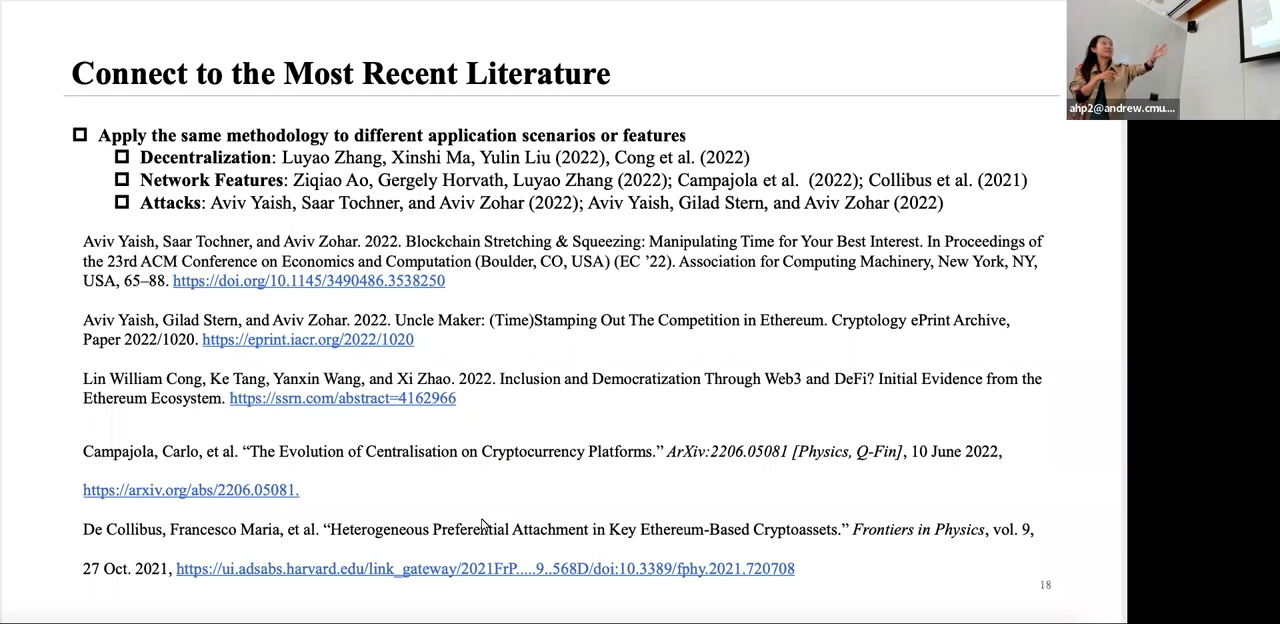 Connect to the Most Recent Literature
Apply the same methodology to different application scenarios or features
Decentralization: Luyao Zhang, Xinshi Ma, Yulin Liu (2022), Cong et al. (2022)
Network Features: Ziqiao Ao, Gergely Horvath, Luyao Zhang (2022); Campajola et al. (2022); Collibus et al. (2021)
Attacks: Aviv Yaish, Saar Tochner, and Aviv Zohar (2022); Aviv Yaish, Gilad Stern, and Aviv Zohar (2022)
Aviv Yaish, Saar Tochner, and Aviv Zohar. 2022. Blockchain Stretching & Squeezing: Manipulating Time for Your Best Interest. In Proceedings of
the 23rd ACM Conference on Economics and Computation (Boulder, CO, USA) (EC ’22). Association for Computing Machinery, New York, NY,
USA, 65–88. https://doi.org/10.1145/3490486.3538250
Aviv Yaish, Gilad Stern, and Aviv Zohar. 2022. Uncle Maker: (Time)Stamping Out The Competition in Ethereum. Cryptology ePrint Archive,
Paper 2022/1020. https://eprint.iacr.org/2022/1020
Lin William Cong, Ke Tang, Yanxin Wang, and Xi Zhao. 2022. Inclusion and Democratization Through Web3 and DeFi? Initial Evidence from the
Ethereum Ecosystem. https://ssrn.com/abstract=4162966
Campajola, Carlo, et al. “The Evolution of Centralisation on Cryptocurrency Platforms.” ArXiv:2206.05081 [Physics, Q-Fin], 10 June 2022,
https://arxiv.org/abs/2206.05081.
De Collibus, Francesco Maria, et al. “Heterogeneous Preferential Attachment in Key Ethereum-Based Cryptoassets.” Frontiers in Physics, vol. 9,
27 Oct. 2021, https://ui.adsabs.harvard.edu/link_gateway/2021FrP.....9..568D/doi:10.3389/fphy.2021.720708
18
ahp2@andrew.cmu....